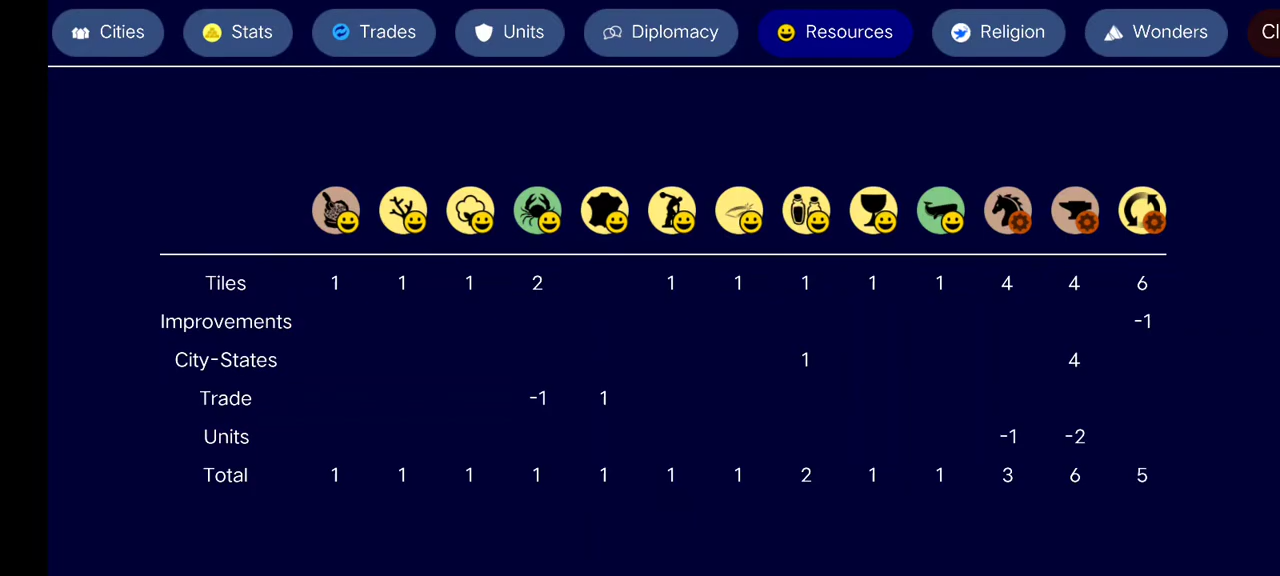 Cities Stats Trades Units Diplomacy Resources Religion Wonders Cl
Tiles 1 1 1 2 1 1 1 1 1 4 4 6
Improvements -1
City-States 1 4
Trade -1 1
Units -1 -2
Total 1 1 1 1 1 1 1 2 1 1 3 6 5